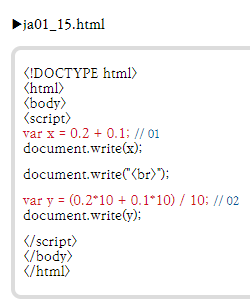 ▶ja01_15.html
<!DOCTYPE html>
<html>
<body>
<script>
var x = 0.2 + 0.1; // 01
document.write(x);
document.write("<br>");
var y = (0.2*10 + 0.1*10) / 10; // 02
document.write(y);
</script>
</body>
</html>